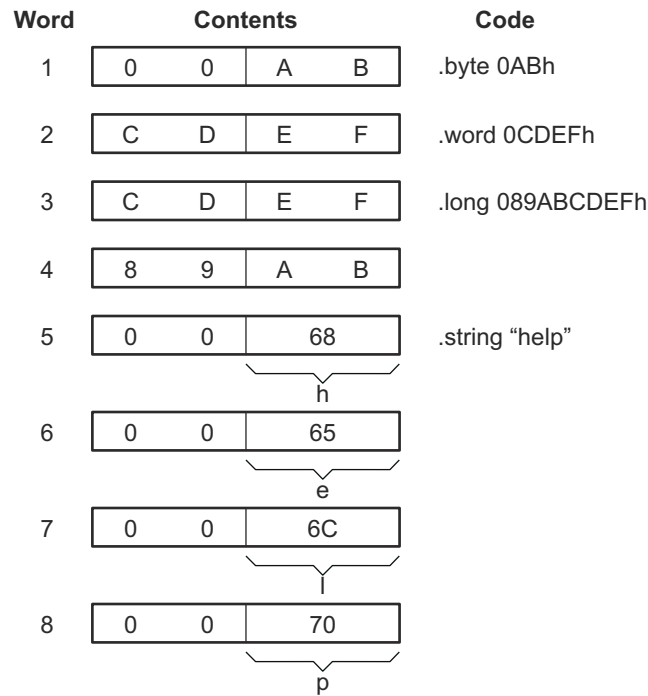 Word Contents Code
1 0 0 A B .byte 0ABh
2 C D E F .word 0CDEFh
3 C D E F .long 089ABCDEFh
4 8 9 A B
5 0 0 68 .string “help”
h
6 0 0 65
e
7 0 0 6C
l
8 0 0 70
p